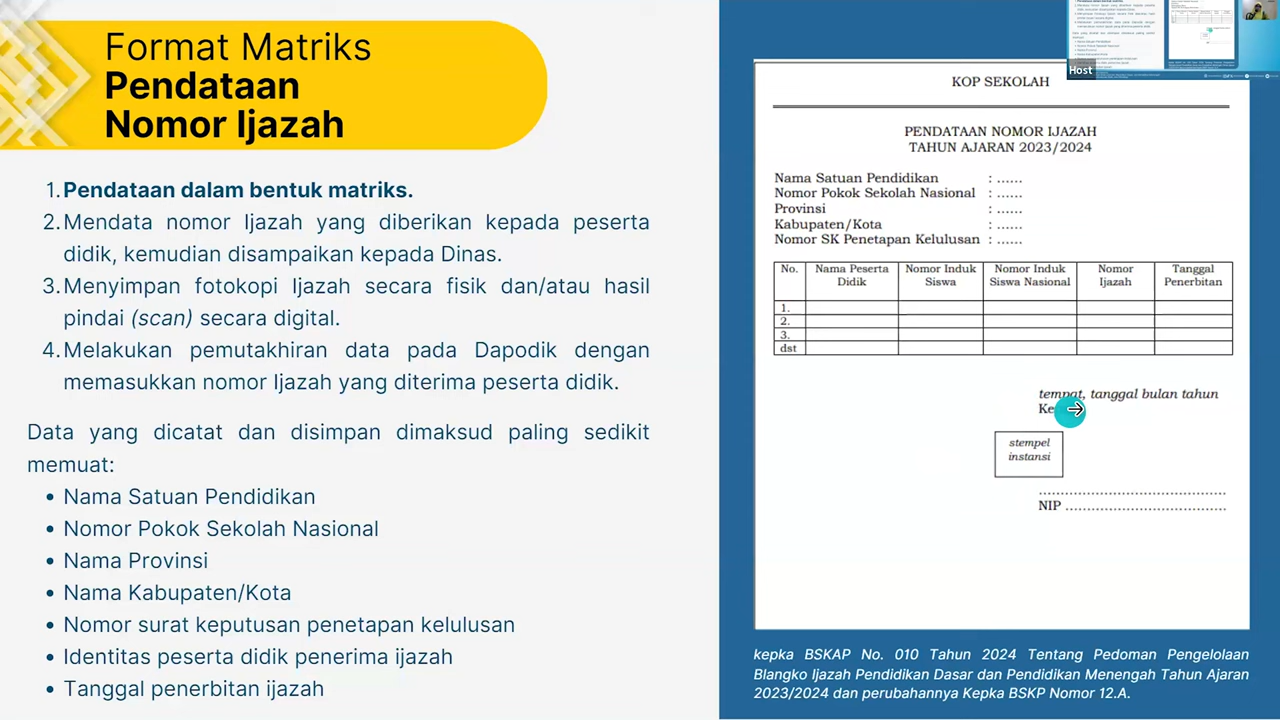 Format Matriks
Pendataan
Nomor Ijazah
1. Pendataan dalam bentuk matriks.
2. Mendata nomor Ijazah yang diberikan kepada peserta
didik, kemudian disampaikan kepada Dinas.
3. Menyimpan fotokopi Ijazah secara fisik dan/atau hasil
pindai (scan) secara digital.
4. Melakukan pemutakhiran data pada Dapodik dengan
memasukkan nomor Ijazah yang diterima peserta didik.
Data yang dicatat dan disimpan dimaksud paling sedikit
memuat:
• Nama Satuan Pendidikan
• Nomor Pokok Sekolah Nasional
• Nama Provinsi
• Nama Kabupaten/Kota
• Nomor surat keputusan penetapan kelulusan
• Identitas peserta didik penerima ijazah
• Tanggal penerbitan ijazah
Host
KOP SEKOLAH
PENDATAAN NOMOR IJAZAH
TAHUN AJARAN 2023/2024
Nama Satuan Pendidikan : ......
Nomor Pokok Sekolah Nasional : ......
Provinsi : ......
Kabupaten/Kota : ......
Nomor SK Penetapan Kelulusan : ......
No. Nama Peserta Didik Nomor Induk Siswa Nomor Induk Siswa Nasional Nomor Ijazah Tanggal Penerbitan
1.
2.
3.
dst
tempat, tanggal bulan tahun
Ke
stempel
instansi
..........................................
NIP ....................................
kepka BSKAP No. 010 Tahun 2024 Tentang Pedoman Pengelolaan
Blangko Ijazah Pendidikan Dasar dan Pendidikan Menengah Tahun Ajaran
2023/2024 dan perubahannya Kepka BSKP Nomor 12.A.